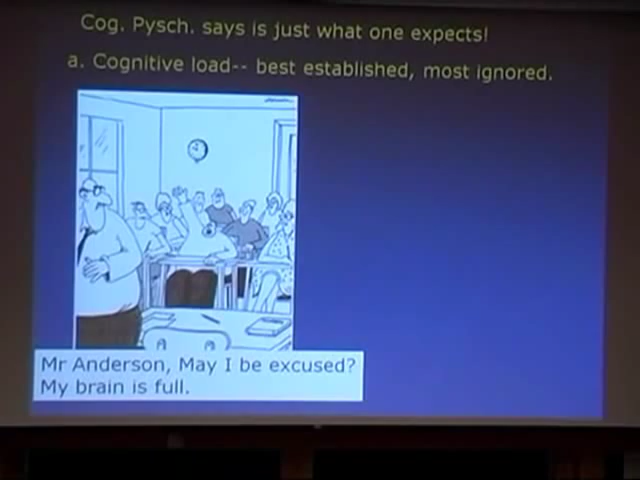 Cog. Pysch. says is just what one expects!
a. Cognitive load-- best established, most ignored.
Mr Anderson, May I be excused?
My brain is full.